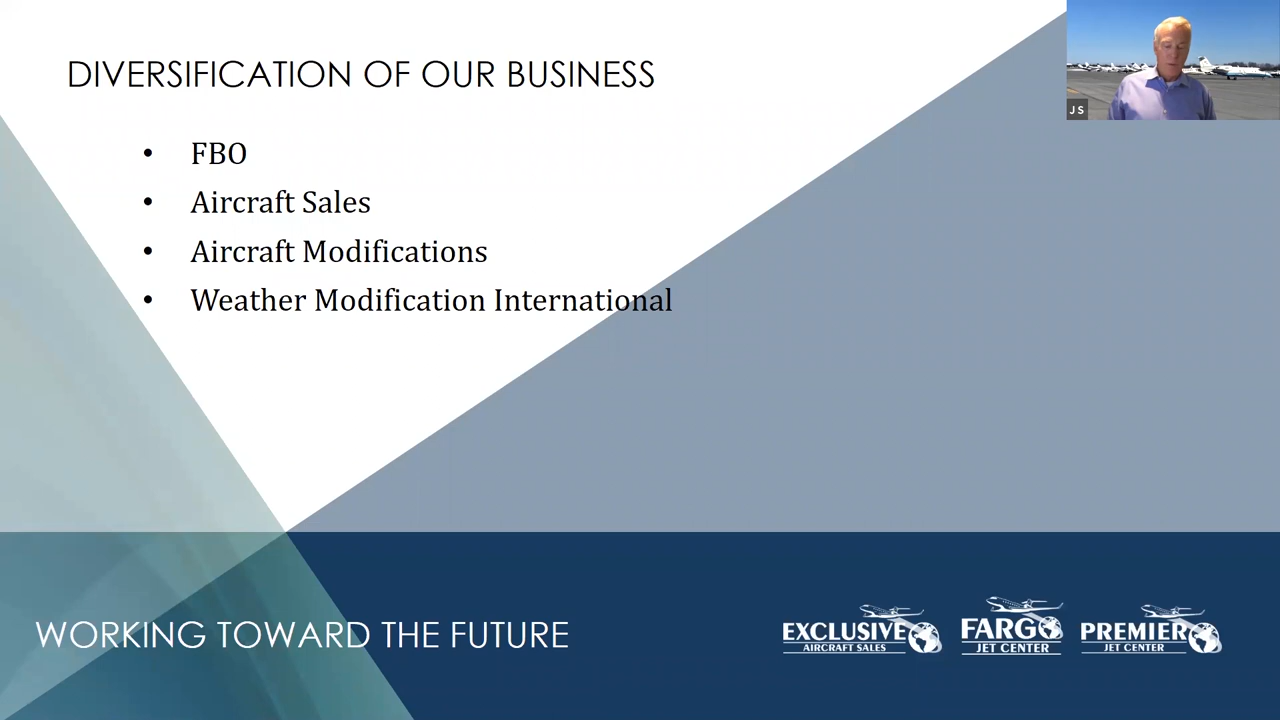 DIVERSIFICATION OF OUR BUSINESS
JS
• FBO
• Aircraft Sales
• Aircraft Modifications
• Weather Modification International
WORKING TOWARD THE FUTURE
EXCLUSIVE
AIRCRAFT SALES
FARGO
JET CENTER
PREMIER
JET CENTER